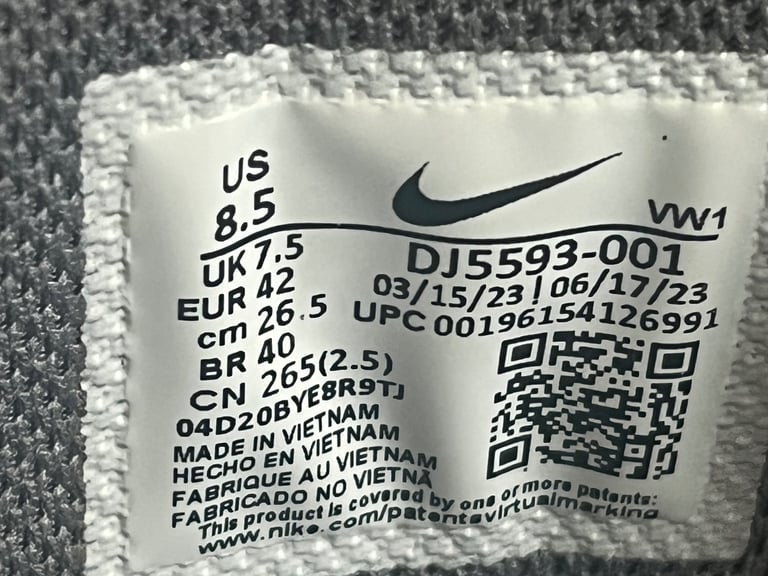 US
8.5
VW1
UK 7.5
DJ5593-001
EUR 42
03/15/23 ! 06/17/23
cm 26.5
UPC 00196154126991
BR 40
CN 265(2.5)
04D20BYE8R9TJ
MADE IN VIETNAM
HECHO EN VIETNAM
FABRIQUE AU VIETNAM
FABRICADO NO VIETNÃ
This product is covered by one or more patents:
www.nike.com/patentsvirtualmarking